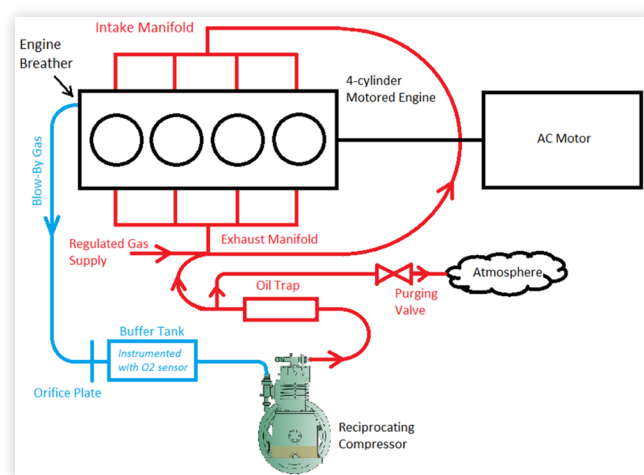 Intake Manifold
Engine
Breather
4-cylinder
Motored Engine
AC Motor
Blow-By Gas
Regulated Gas
Supply
Exhaust Manifold
Oil Trap
Atmosphere
Purging
Valve
Buffer Tank
Instrumented
with O2 sensor
Orifice Plate
Reciprocating
Compressor